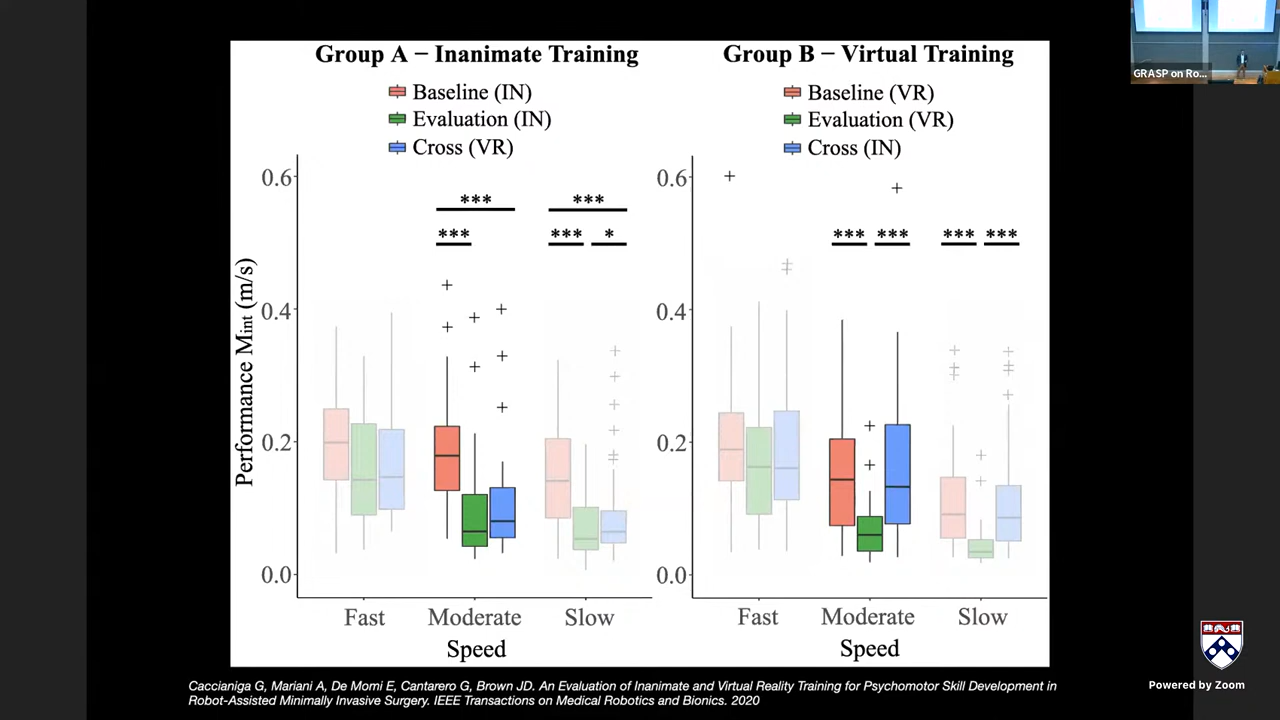 GRASP on Ro...
Group A − Inanimate Training
Baseline (IN)
Evaluation (IN)
Cross (VR)
Performance Mint (m/s)
0.6
0.4
0.2
0.0
***
***
***
***
*
Fast
Moderate
Slow
Speed
Group B − Virtual Training
Baseline (VR)
Evaluation (VR)
Cross (IN)
0.6
0.4
0.2
0.0
***
***
***
***
Fast
Moderate
Slow
Speed
Caccianiga G, Mariani A, De Momi E, Cantarero G, Brown JD. An Evaluation of Inanimate and Virtual Reality Training for Psychomotor Skill Development in
Robot-Assisted Minimally Invasive Surgery. IEEE Transactions on Medical Robotics and Bionics. 2020
Powered by Zoom